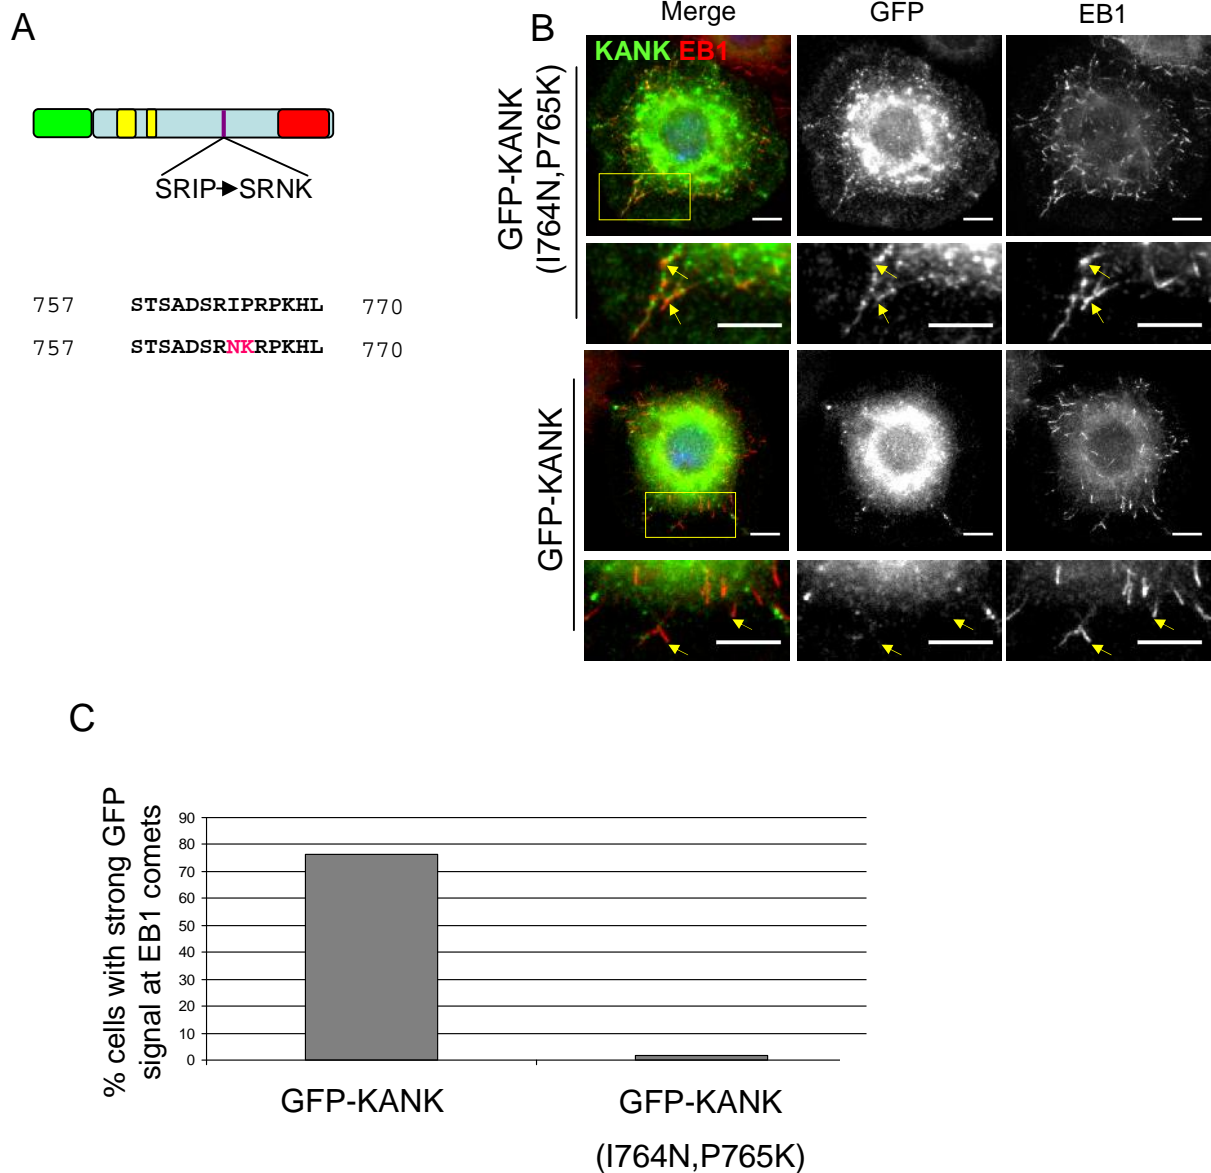 A
SRIP→SRNK
757 STSADSRIPRPKHL 770
757 STSADSRNKRPKHL 770
B
Merge GFP EB1
KANK EB1
GFP-KANK
(I764N,P765K)
GFP-KANK
C
% cells with strong GFP
signal at EB1 comets
90
80
70
60
50
40
30
20
10
0
GFP-KANK GFP-KANK
(I764N,P765K)